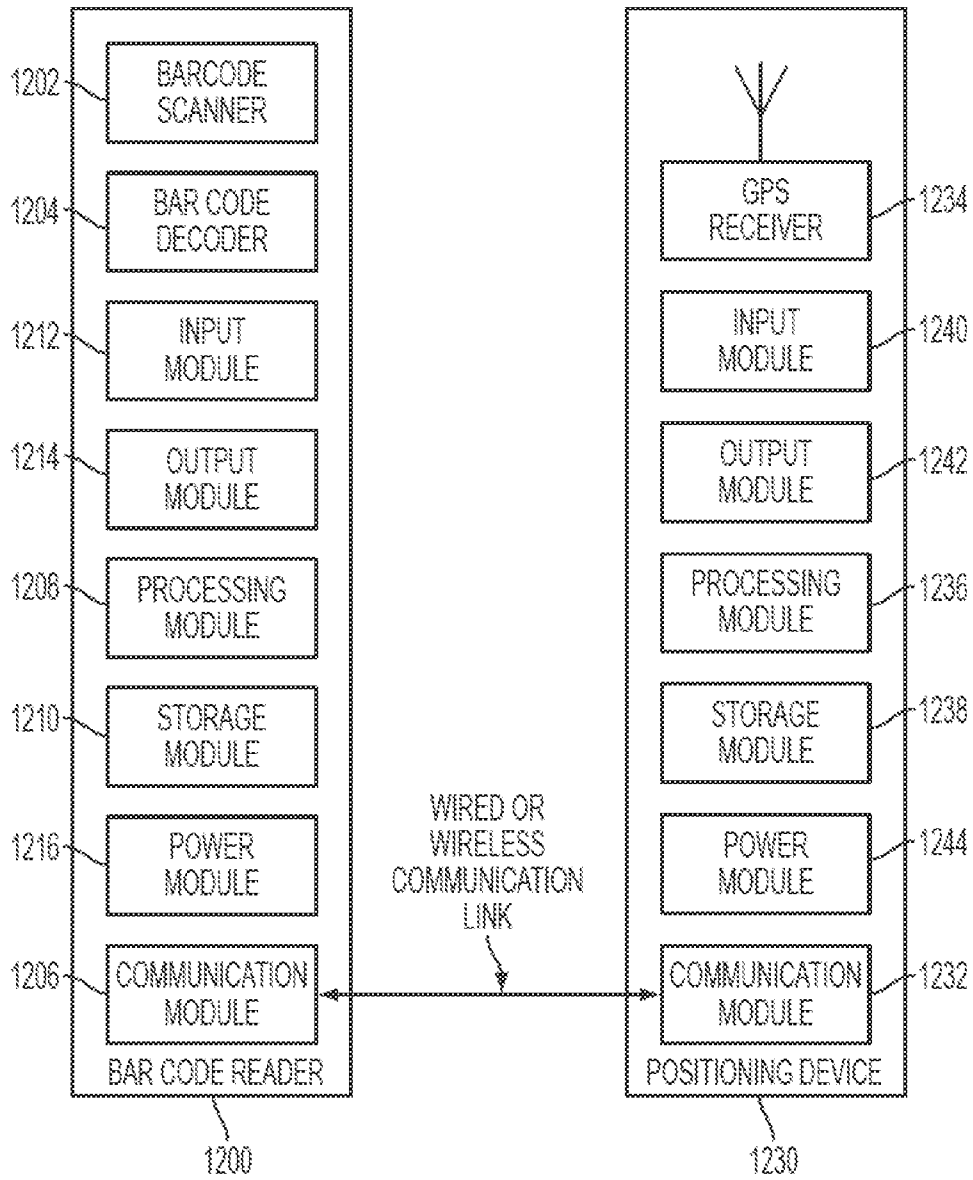 1202
BARCODE
SCANNER
1204
BAR CODE
DECODER
1212
INPUT
MODULE
1214
OUTPUT
MODULE
1208
PROCESSING
MODULE
1210
STORAGE
MODULE
1216
POWER
MODULE
1206
COMMUNICATION
MODULE
BAR CODE READER
1200
WIRED OR
WIRELESS
COMMUNICATION
LINK
GPS
RECEIVER
1234
INPUT
MODULE
1240
OUTPUT
MODULE
1242
PROCESSING
MODULE
1236
STORAGE
MODULE
1238
POWER
MODULE
1244
COMMUNICATION
MODULE
1232
POSITIONING DEVICE
1230